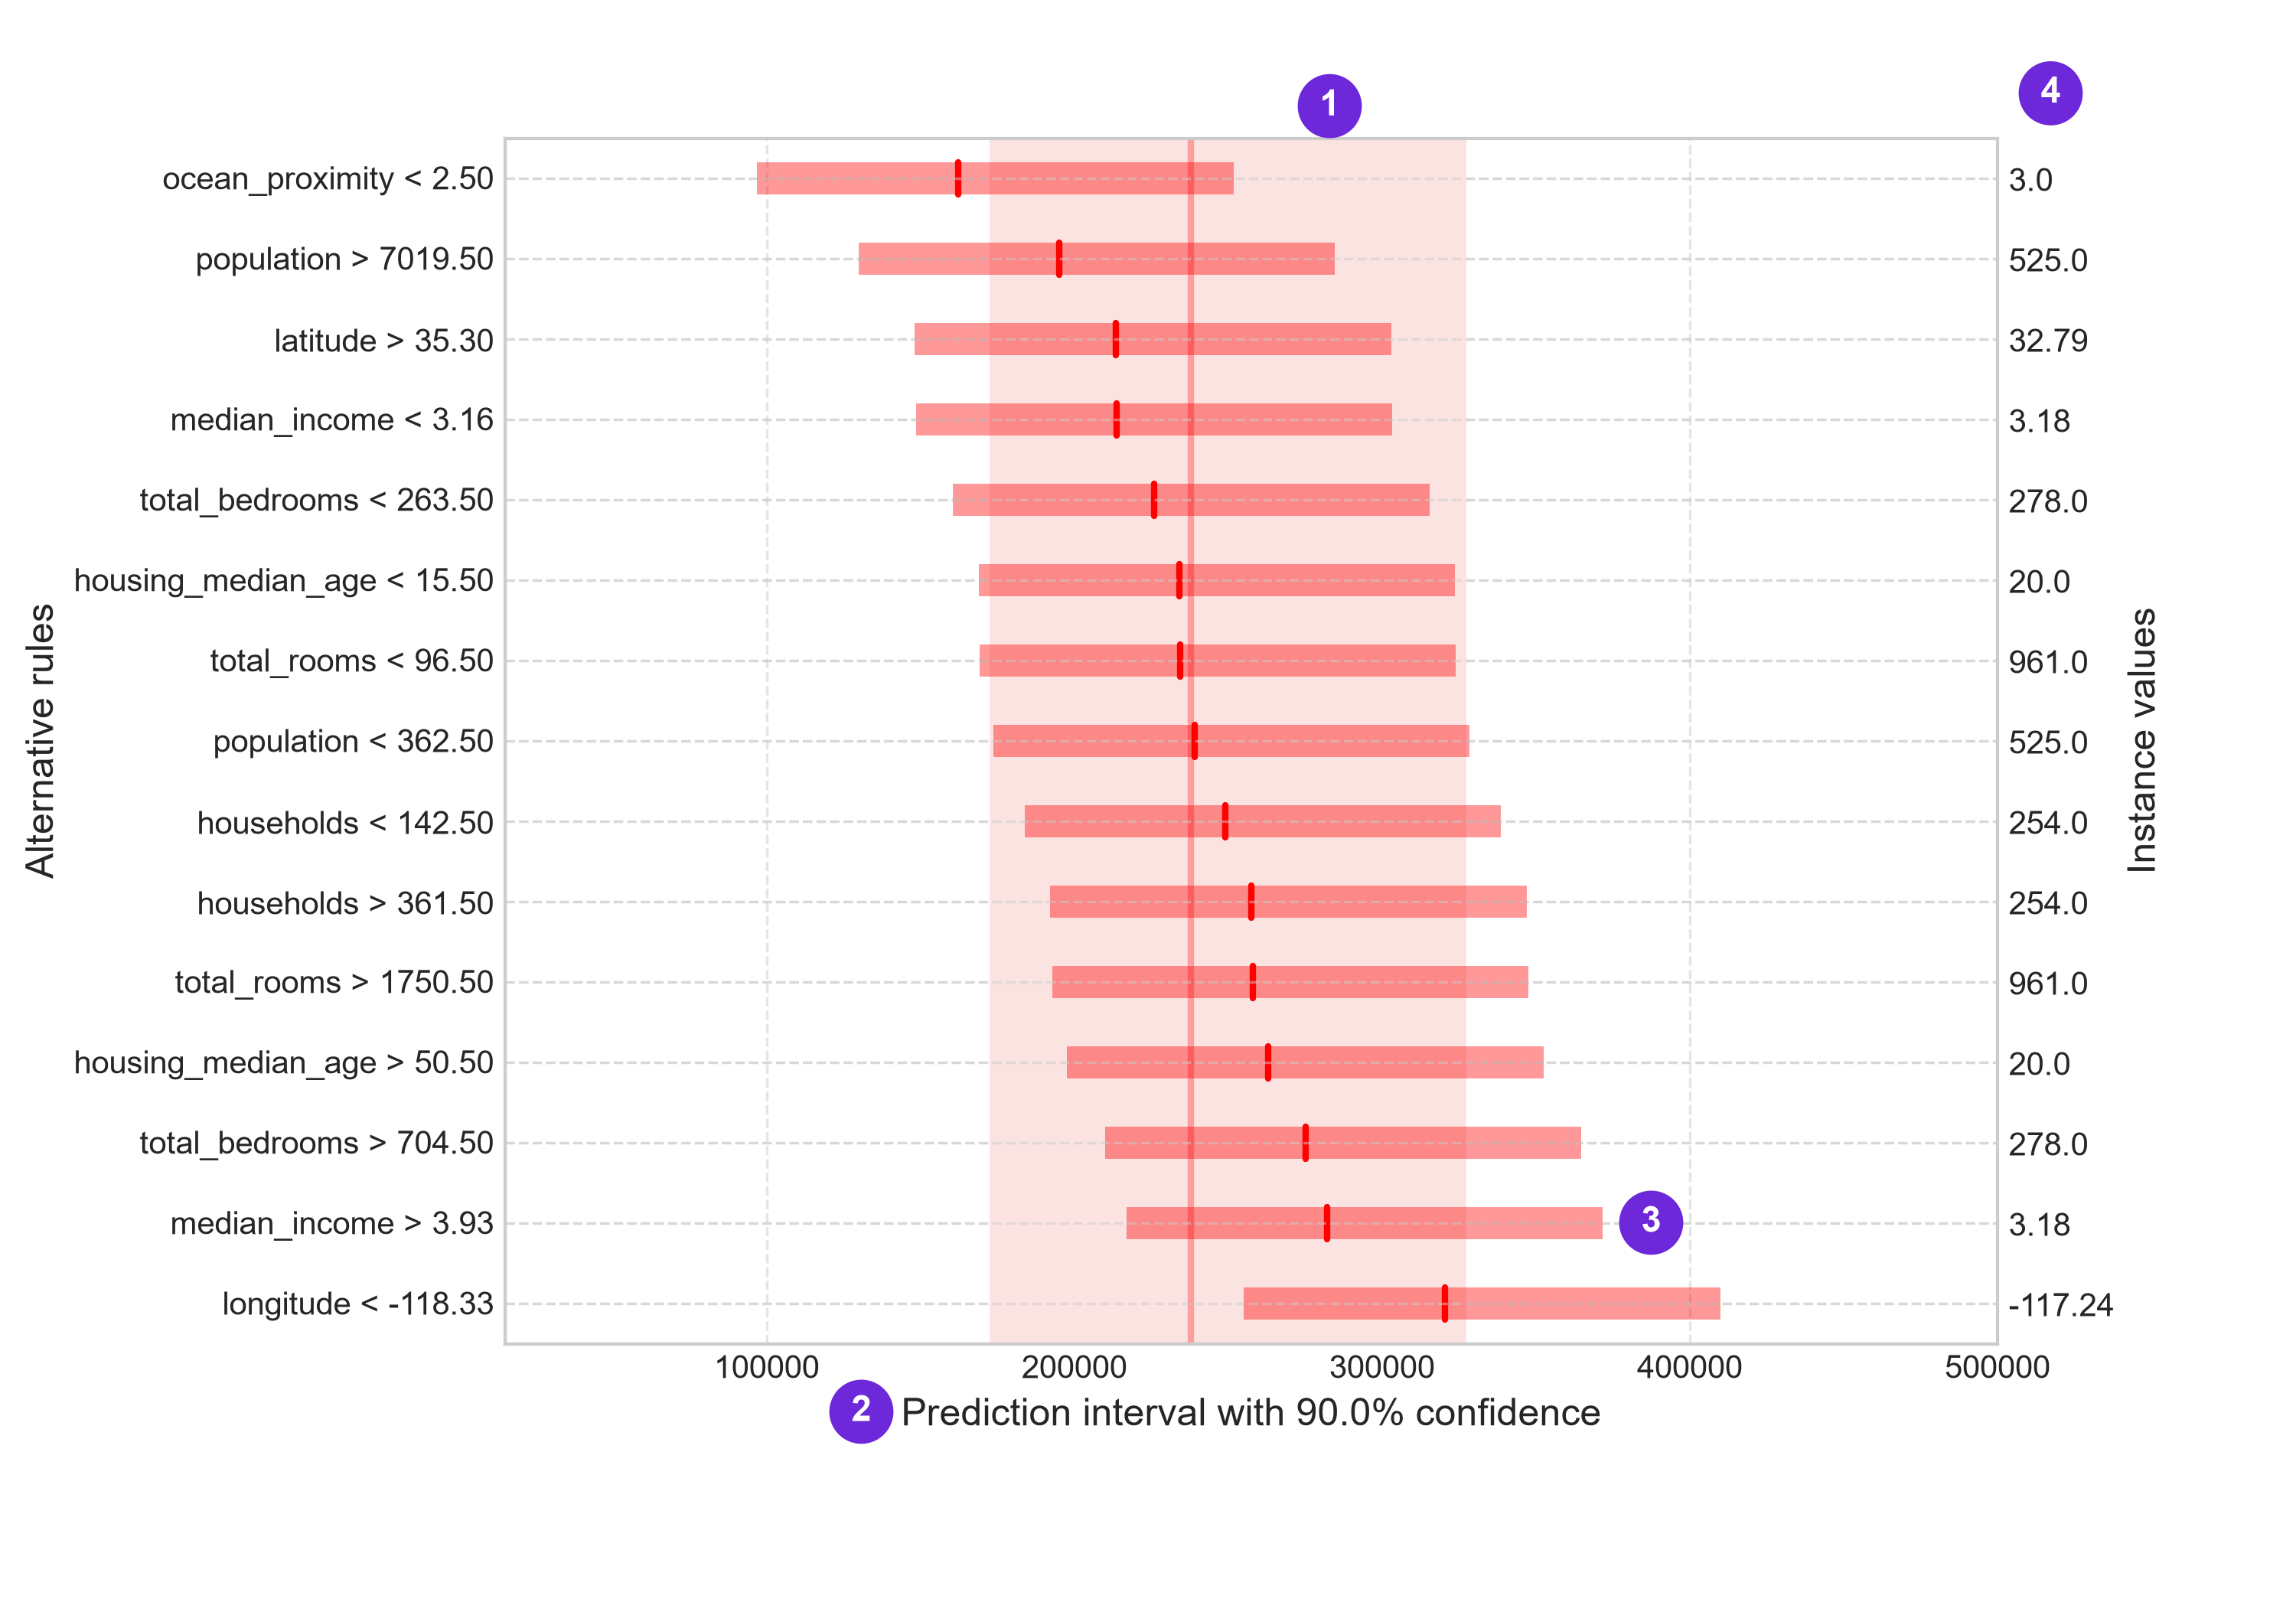 1
4
ocean_proximity < 2.50
3.0
population > 7019.50
525.0
latitude > 35.30
32.79
median_income < 3.16
3.18
total_bedrooms < 263.50
278.0
housing_median_age < 15.50
20.0
total_rooms < 96.50
961.0
population < 362.50
525.0
households < 142.50
254.0
households > 361.50
254.0
total_rooms > 1750.50
961.0
housing_median_age > 50.50
20.0
total_bedrooms > 704.50
278.0
median_income > 3.93
3
3.18
longitude < -118.33
-117.24
Alternative rules
Instance values
100000 200000 300000 400000 500000
2 Prediction interval with 90.0% confidence